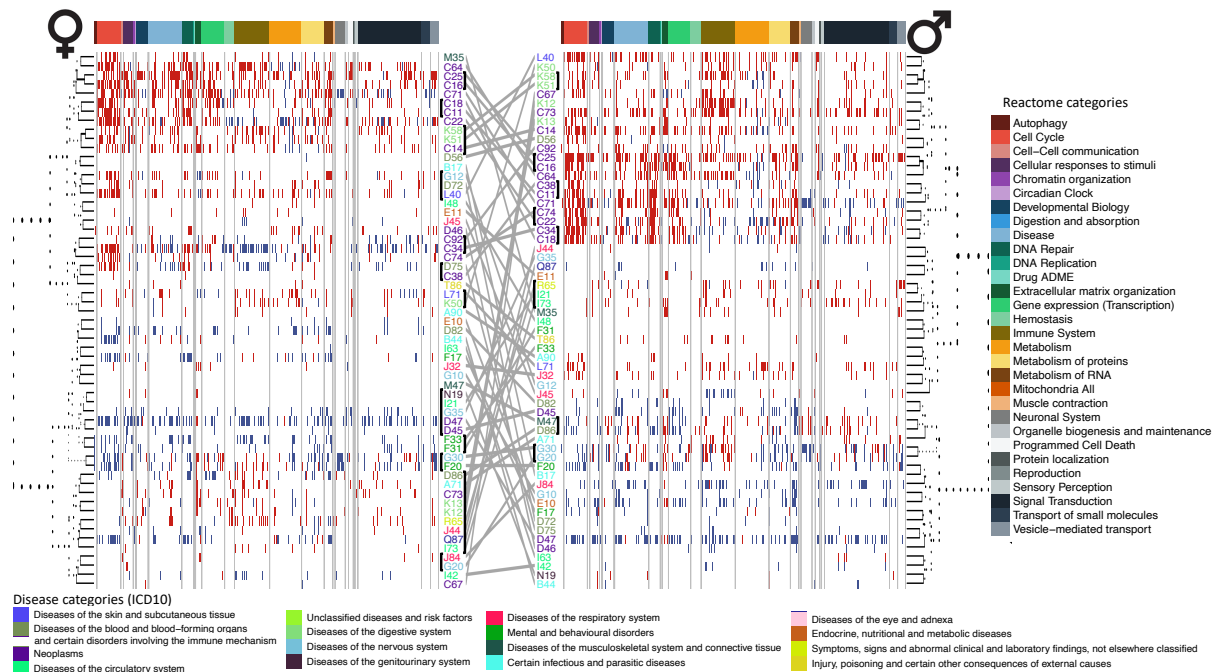 ♀
♂
M35
C64
C25
C16
C71
C18
C11
C22
K58
K51
C14
D56
B17
G12
D72
L40
I48
E11
J45
D46
C92
C34
C74
D75
C38
T86
L71
K50
A90
E10
D82
B44
I63
F17
J32
G10
M47
N19
I21
G35
D47
D45
F33
F31
G30
F20
D86
A71
C73
K13
K12
R65
J44
Q87
I73
J84
G20
I42
C67
L40
K50
K58
K51
C67
K12
C73
K13
C14
D56
C92
C25
C16
C64
C38
C11
C71
C74
C22
C34
C18
J44
G35
Q87
E11
R65
I21
I73
M35
I48
F31
T86
F33
A90
L71
J32
G12
J45
D82
D45
M47
D86
A71
G30
G20
F20
B17
J84
G10
E10
F17
D72
D75
D47
D46
I63
I42
N19
B44
Reactome categories
Autophagy
Cell Cycle
Cell−Cell communication
Cellular responses to stimuli
Chromatin organization
Circadian Clock
Developmental Biology
Digestion and absorption
Disease
DNA Repair
DNA Replication
Drug ADME
Extracellular matrix organization
Gene expression (Transcription)
Hemostasis
Immune System
Metabolism
Metabolism of proteins
Metabolism of RNA
Mitochondria All
Muscle contraction
Neuronal System
Organelle biogenesis and maintenance
Programmed Cell Death
Protein localization
Reproduction
Sensory Perception
Signal Transduction
Transport of small molecules
Vesicle−mediated transport
Disease categories (ICD10)
Diseases of the skin and subcutaneous tissue
Diseases of the blood and blood−forming organs
and certain disorders involving the immune mechanism
Neoplasms
Diseases of the circulatory system
Unclassified diseases and risk factors
Diseases of the digestive system
Diseases of the nervous system
Diseases of the genitourinary system
Diseases of the respiratory system
Mental and behavioural disorders
Diseases of the musculoskeletal system and connective tissue
Certain infectious and parasitic diseases
Diseases of the eye and adnexa
Endocrine, nutritional and metabolic diseases
Symptoms, signs and abnormal clinical and laboratory findings, not elsewhere classified
Injury, poisoning and certain other consequences of external causes